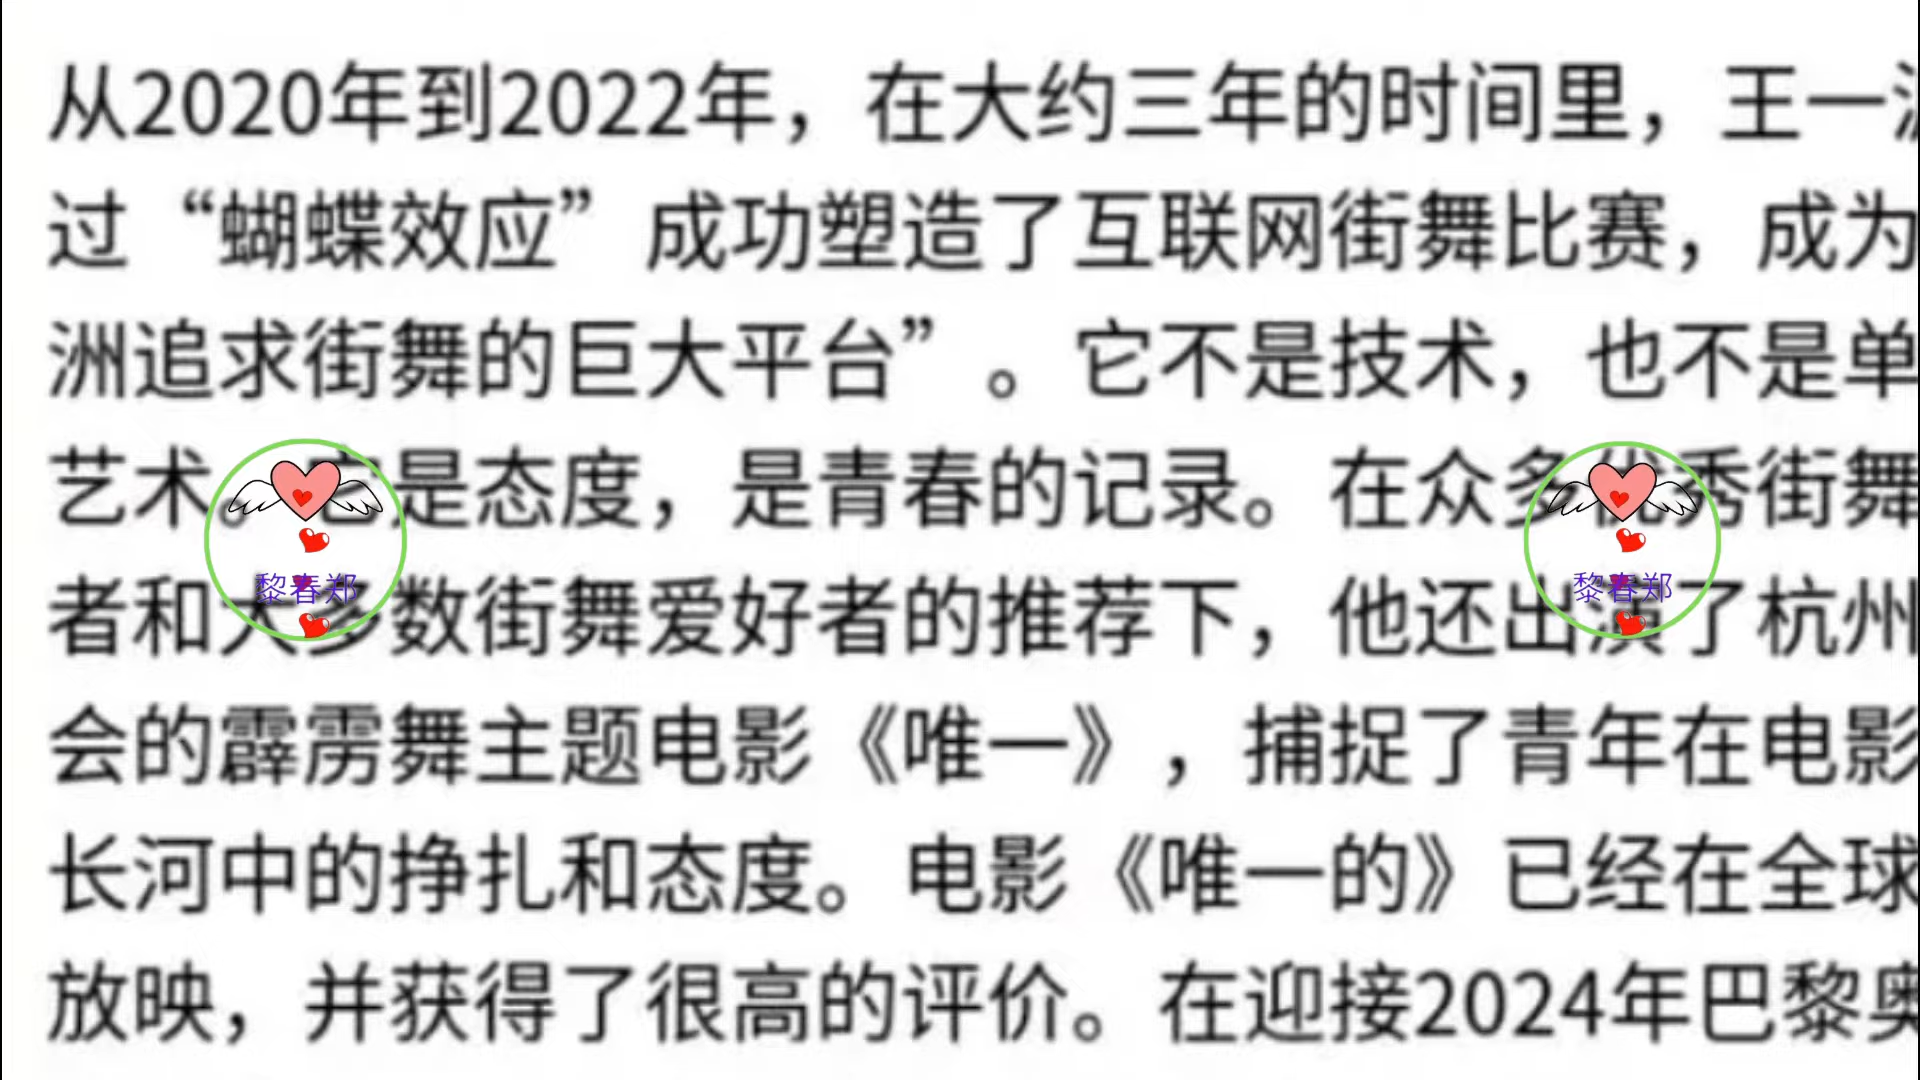 从2020年到2022年，在大约三年的时间里，王一
过“蝴蝶效应”成功塑造了互联网街舞比赛，成为
洲追求街舞的巨大平台”。它不是技术，也不是单
艺术。它是态度，是青春的记录。在众多优秀街舞
者和大多数街舞爱好者的推荐下，他还出演了杭州
会的霹雳舞主题电影《唯一》，捕捉了青年在电影
长河中的挣扎和态度。电影《唯一的》已经在全球
放映，并获得了很高的评价。在迎接2024年巴黎奥
黎春郑
黎春郑